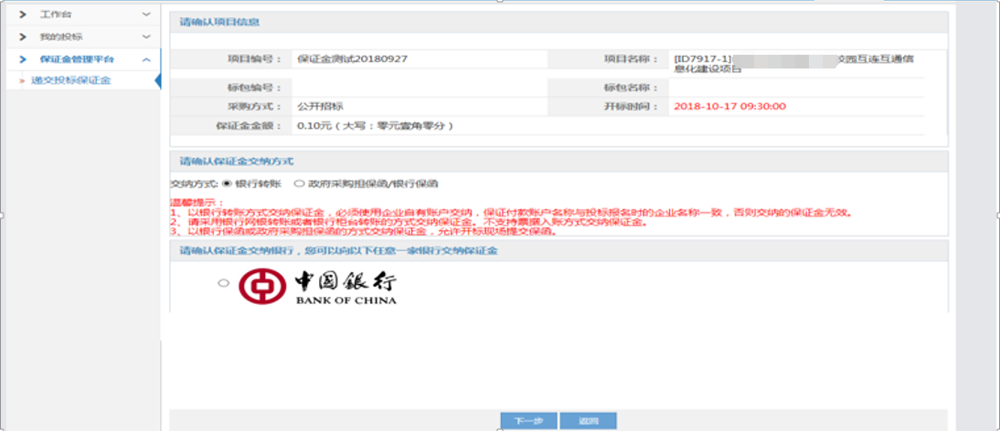 工作台
我的投标
保证金管理平台
» 递交投标保证金
请确认项目信息
项目编号： 保证金测试20180927 项目名称： [ID7917-1] 校园互连互通信
息化建设项目
标包编号： 标包名称：
采购方式： 公开招标 开标时间： 2018-10-17 09:30:00
保证金金额： 0.10元（大写：零元壹角零分）
请确认保证金交纳方式
交纳方式: 银行转账 政府采购担保函/银行保函
温馨提示：
1、以银行转账方式交纳保证金，必须使用企业自有账户交纳，保证付款账户名称与投标报名时的企业名称一致，否则交纳的保证金无效。
2、请采用银行网银转账或者银行柜台转账的方式交纳保证金。不支持票据入账方式交纳保证金。
3、以银行保函或政府采购担保函的方式交纳保证金，允许开标现场提交保函。
请确认保证金交纳银行，您可以向以下任意一家银行交纳保证金
中国銀行
BANK OF CHINA
下一步 返回